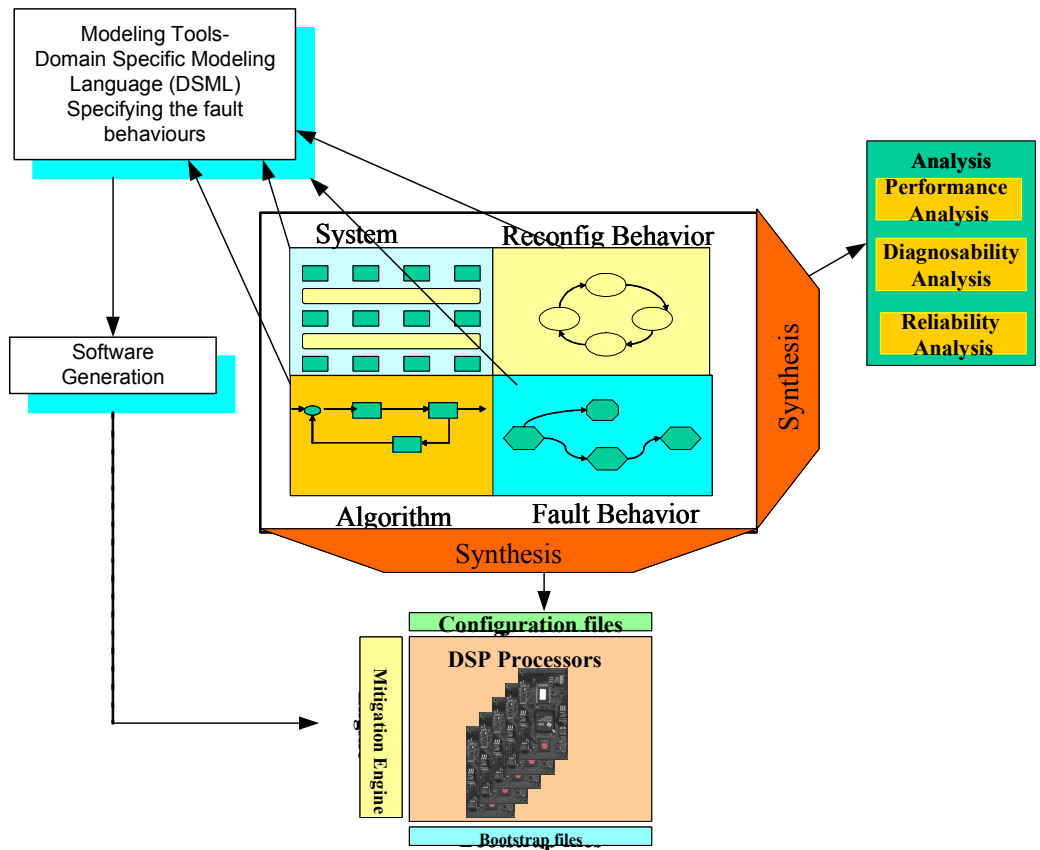 Modeling Tools-
Domain Specific Modeling
Language (DSML)
Specifying the fault
behaviours
Software
Generation
System
Reconfig Behavior
Algorithm
Fault Behavior
Synthesis
Synthesis
Analysis
Performance
Analysis
Diagnosability
Analysis
Reliability
Analysis
Configuration files
DSP Processors
Mitigation Engine
Bootstrap files